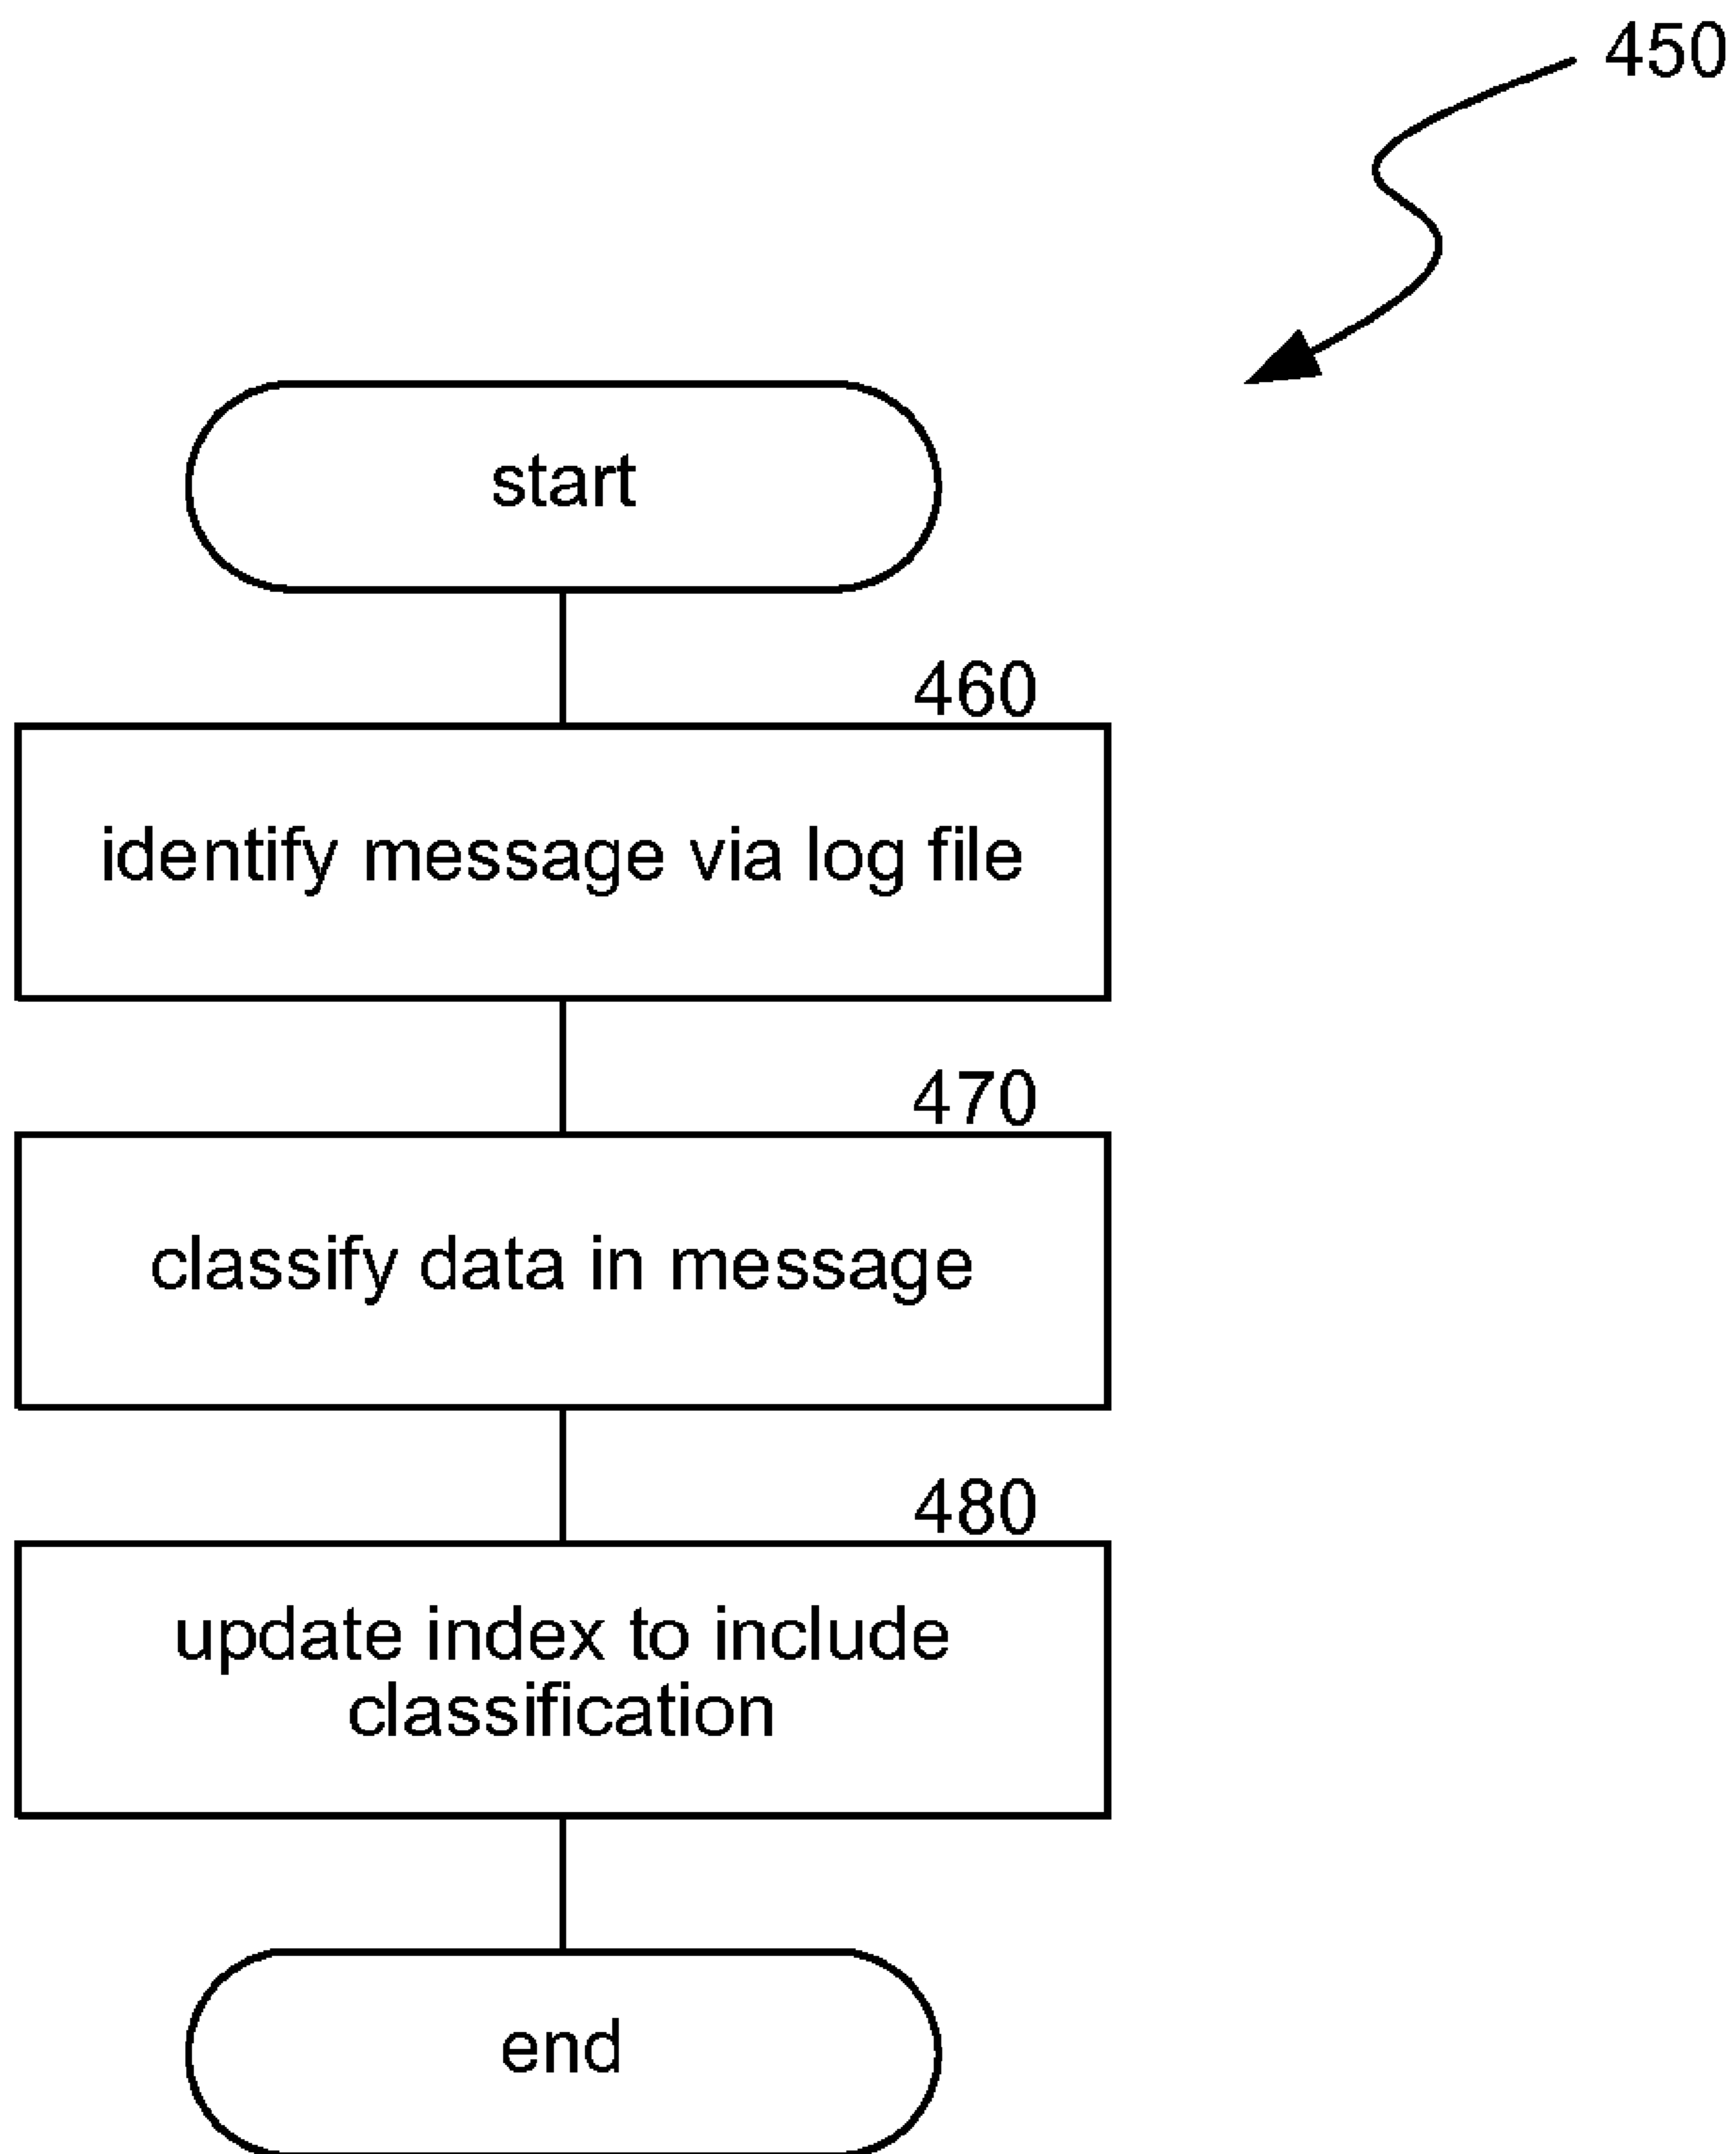 450
start
460
identify message via log file
470
classify data in message
480
update index to include
classification
end